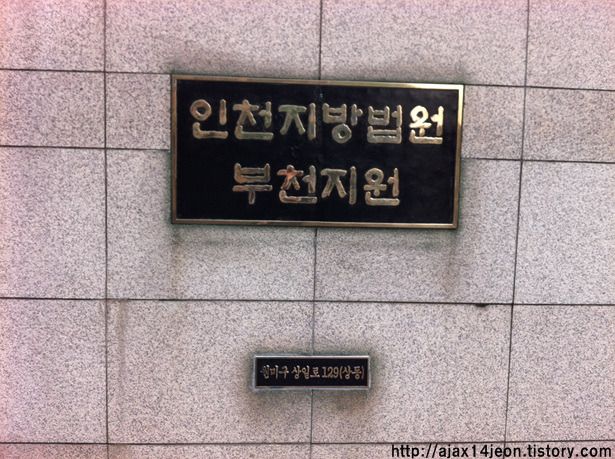 인천지방법원
부천지원
원미구 상일로 129(상동)
http://ajax14jeon.tistory.com